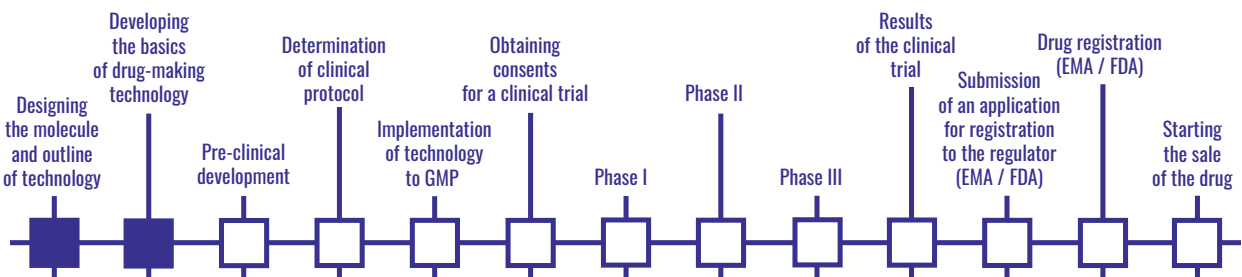 Designing
the molecule
and outline
of technology
Developing
the basics
of drug-making
technology
Pre-clinical
development
Determination
of clinical
protocol
Implementation
of technology
to GMP
Obtaining
consents
for a clinical trial
Phase I
Phase II
Phase III
Results
of the clinical
trial
Submission
of an application
for registration
to the regulator
(EMA / FDA)
Drug registration
(EMA / FDA)
Starting
the sale
of the drug